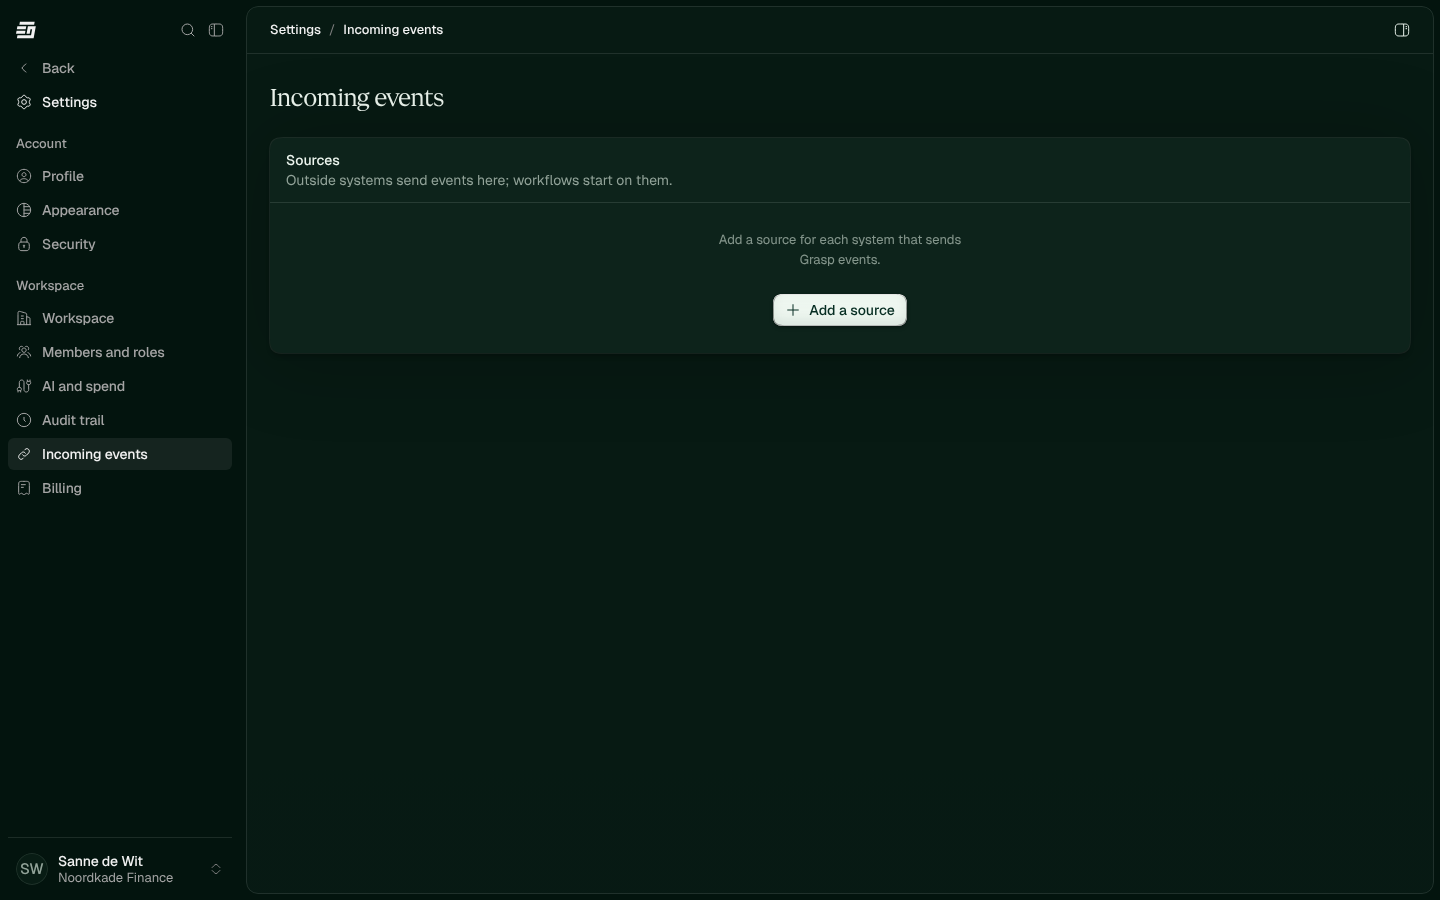 Back
Settings
Account
Profile
Appearance
Security
Workspace
Workspace
Members and roles
AI and spend
Audit trail
Incoming events
Billing
SW
Sanne de Wit
Noordkade Finance
Settings / Incoming events
Incoming events
Sources
Outside systems send events here; workflows start on them.
Add a source for each system that sends
Grasp events.
Add a source